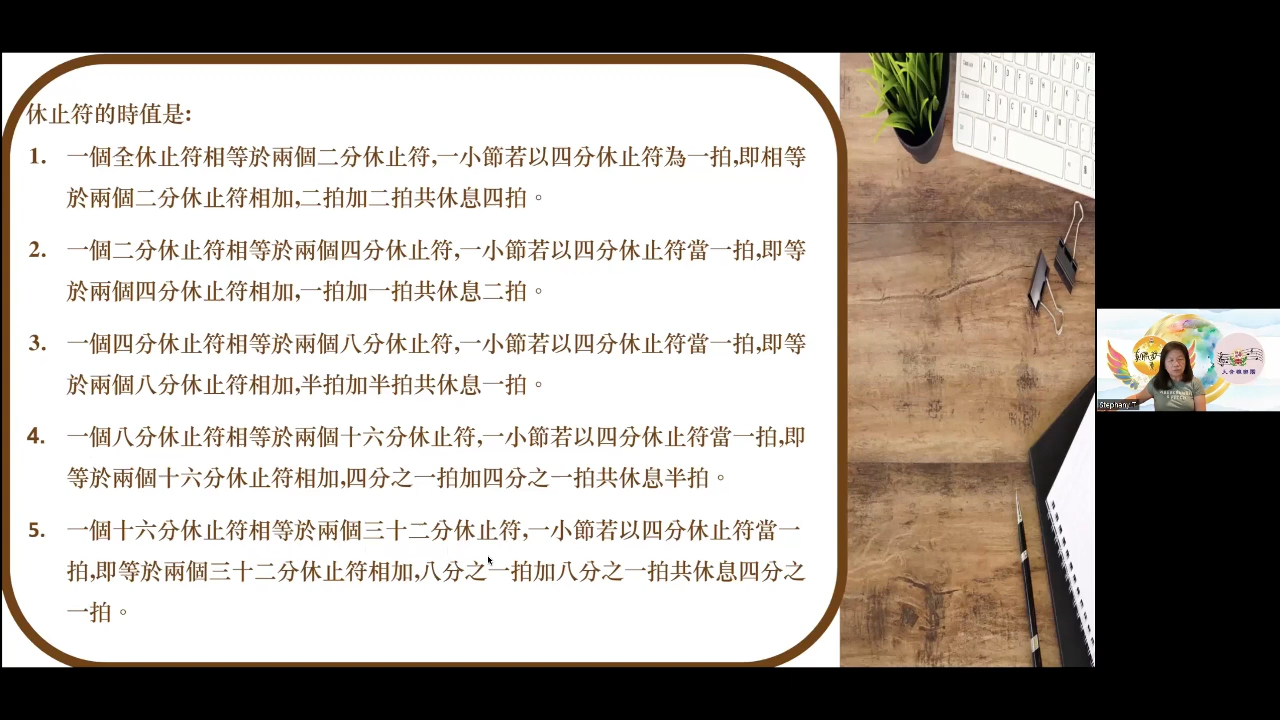 休止符的時值是:
1. 一個全休止符相等於兩個二分休止符,一小節若以四分休止符為一拍,即相等
於兩個二分休止符相加,二拍加二拍共休息四拍。
2. 一個二分休止符相等於兩個四分休止符,一小節若以四分休止符當一拍,即等
於兩個四分休止符相加,一拍加一拍共休息二拍。
3. 一個四分休止符相等於兩個八分休止符,一小節若以四分休止符當一拍,即等
於兩個八分休止符相加,半拍加半拍共休息一拍。
4. 一個八分休止符相等於兩個十六分休止符,一小節若以四分休止符當一拍,即
等於兩個十六分休止符相加,四分之一拍加四分之一拍共休息半拍。
5. 一個十六分休止符相等於兩個三十二分休止符,一小節若以四分休止符當一
拍,即等於兩個三十二分休止符相加,八分之一拍加八分之一拍共休息四分之
一拍。
Stephany T